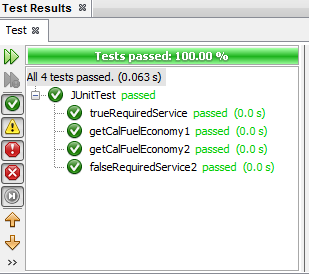 Test Results
Test
Tests passed: 100.00 %
All 4 tests passed. (0.063 s)
JUnitTest passed
trueRequiredService passed (0.0 s)
getCalFuelEconomy1 passed (0.0 s)
getCalFuelEconomy2 passed (0.0 s)
falseRequiredService2 passed (0.0 s)